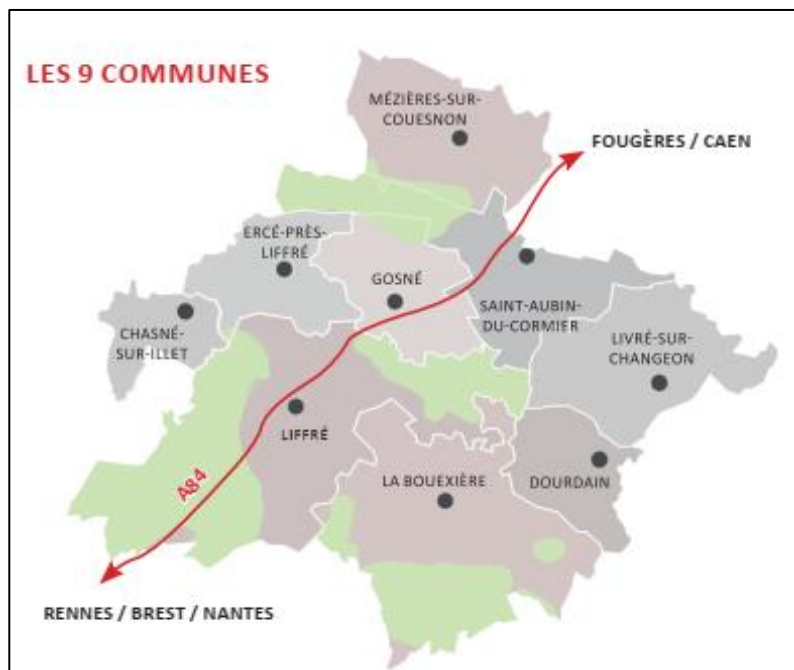 LES 9 COMMUNES
MÉZIÈRES-SUR-
COUESNON
FOUGÈRES / CAEN
ERCÉ-PRÈS-
LIFFRÉ
GOSNÉ
SAINT-AUBIN-
DU-CORMIER
CHASNÉ-
SUR-ILLET
LIVRÉ-SUR-
CHANGEON
LIFFRÉ
LA BOUEXIÈRE
DOURDAIN
A84
RENNES / BREST / NANTES